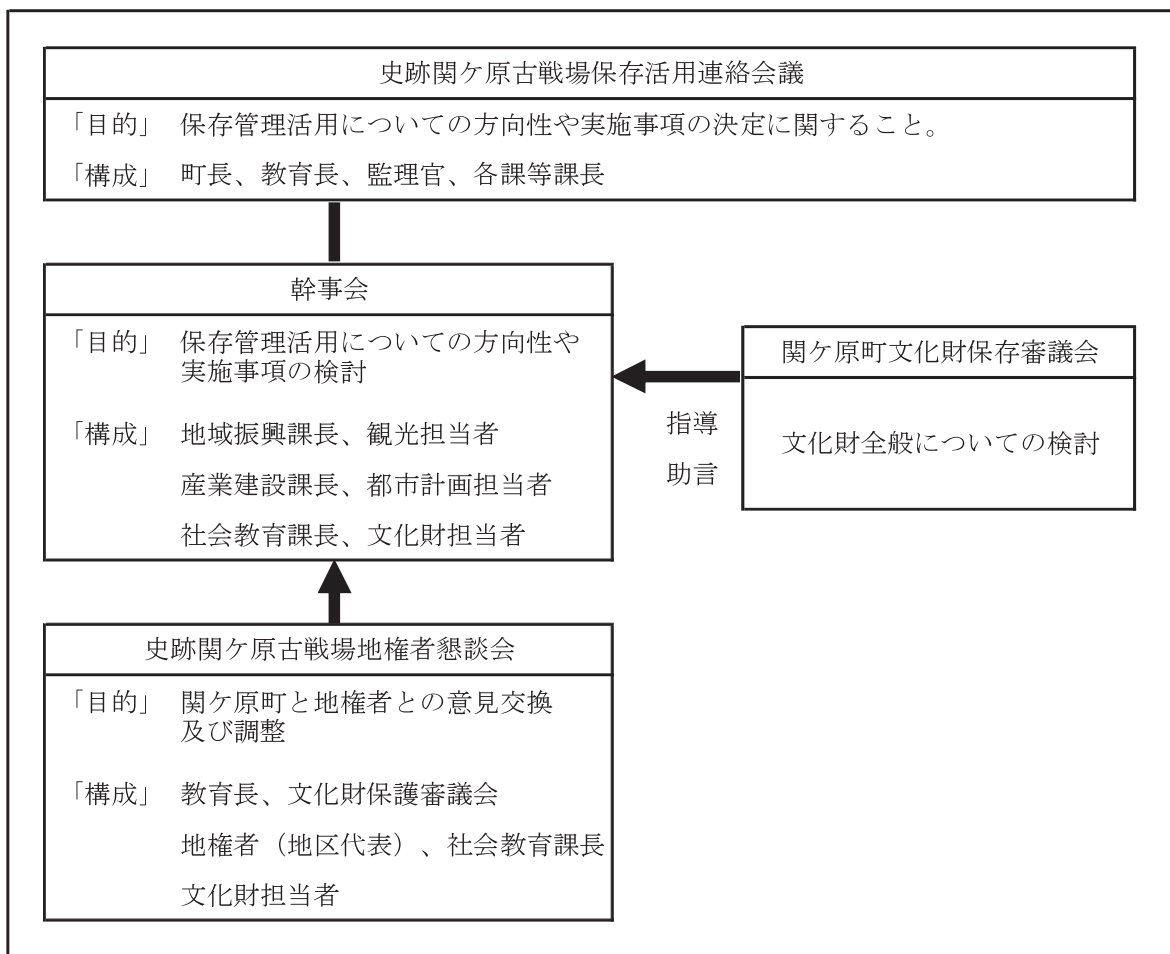 史跡関ケ原古戦場保存活用連絡会議
「目的」 保存管理活用についての方向性や実施事項の決定に関すること。
「構成」 町長、教育長、監理官、各課等課長
幹事会
「目的」 保存管理活用についての方向性や
実施事項の検討
「構成」 地域振興課長、観光担当者
産業建設課長、都市計画担当者
社会教育課長、文化財担当者
指導
助言
関ケ原町文化財保存審議会
文化財全般についての検討
史跡関ケ原古戦場地権者懇談会
「目的」 関ケ原町と地権者との意見交換
及び調整
「構成」 教育長、文化財保護審議会
地権者（地区代表）、社会教育課長
文化財担当者